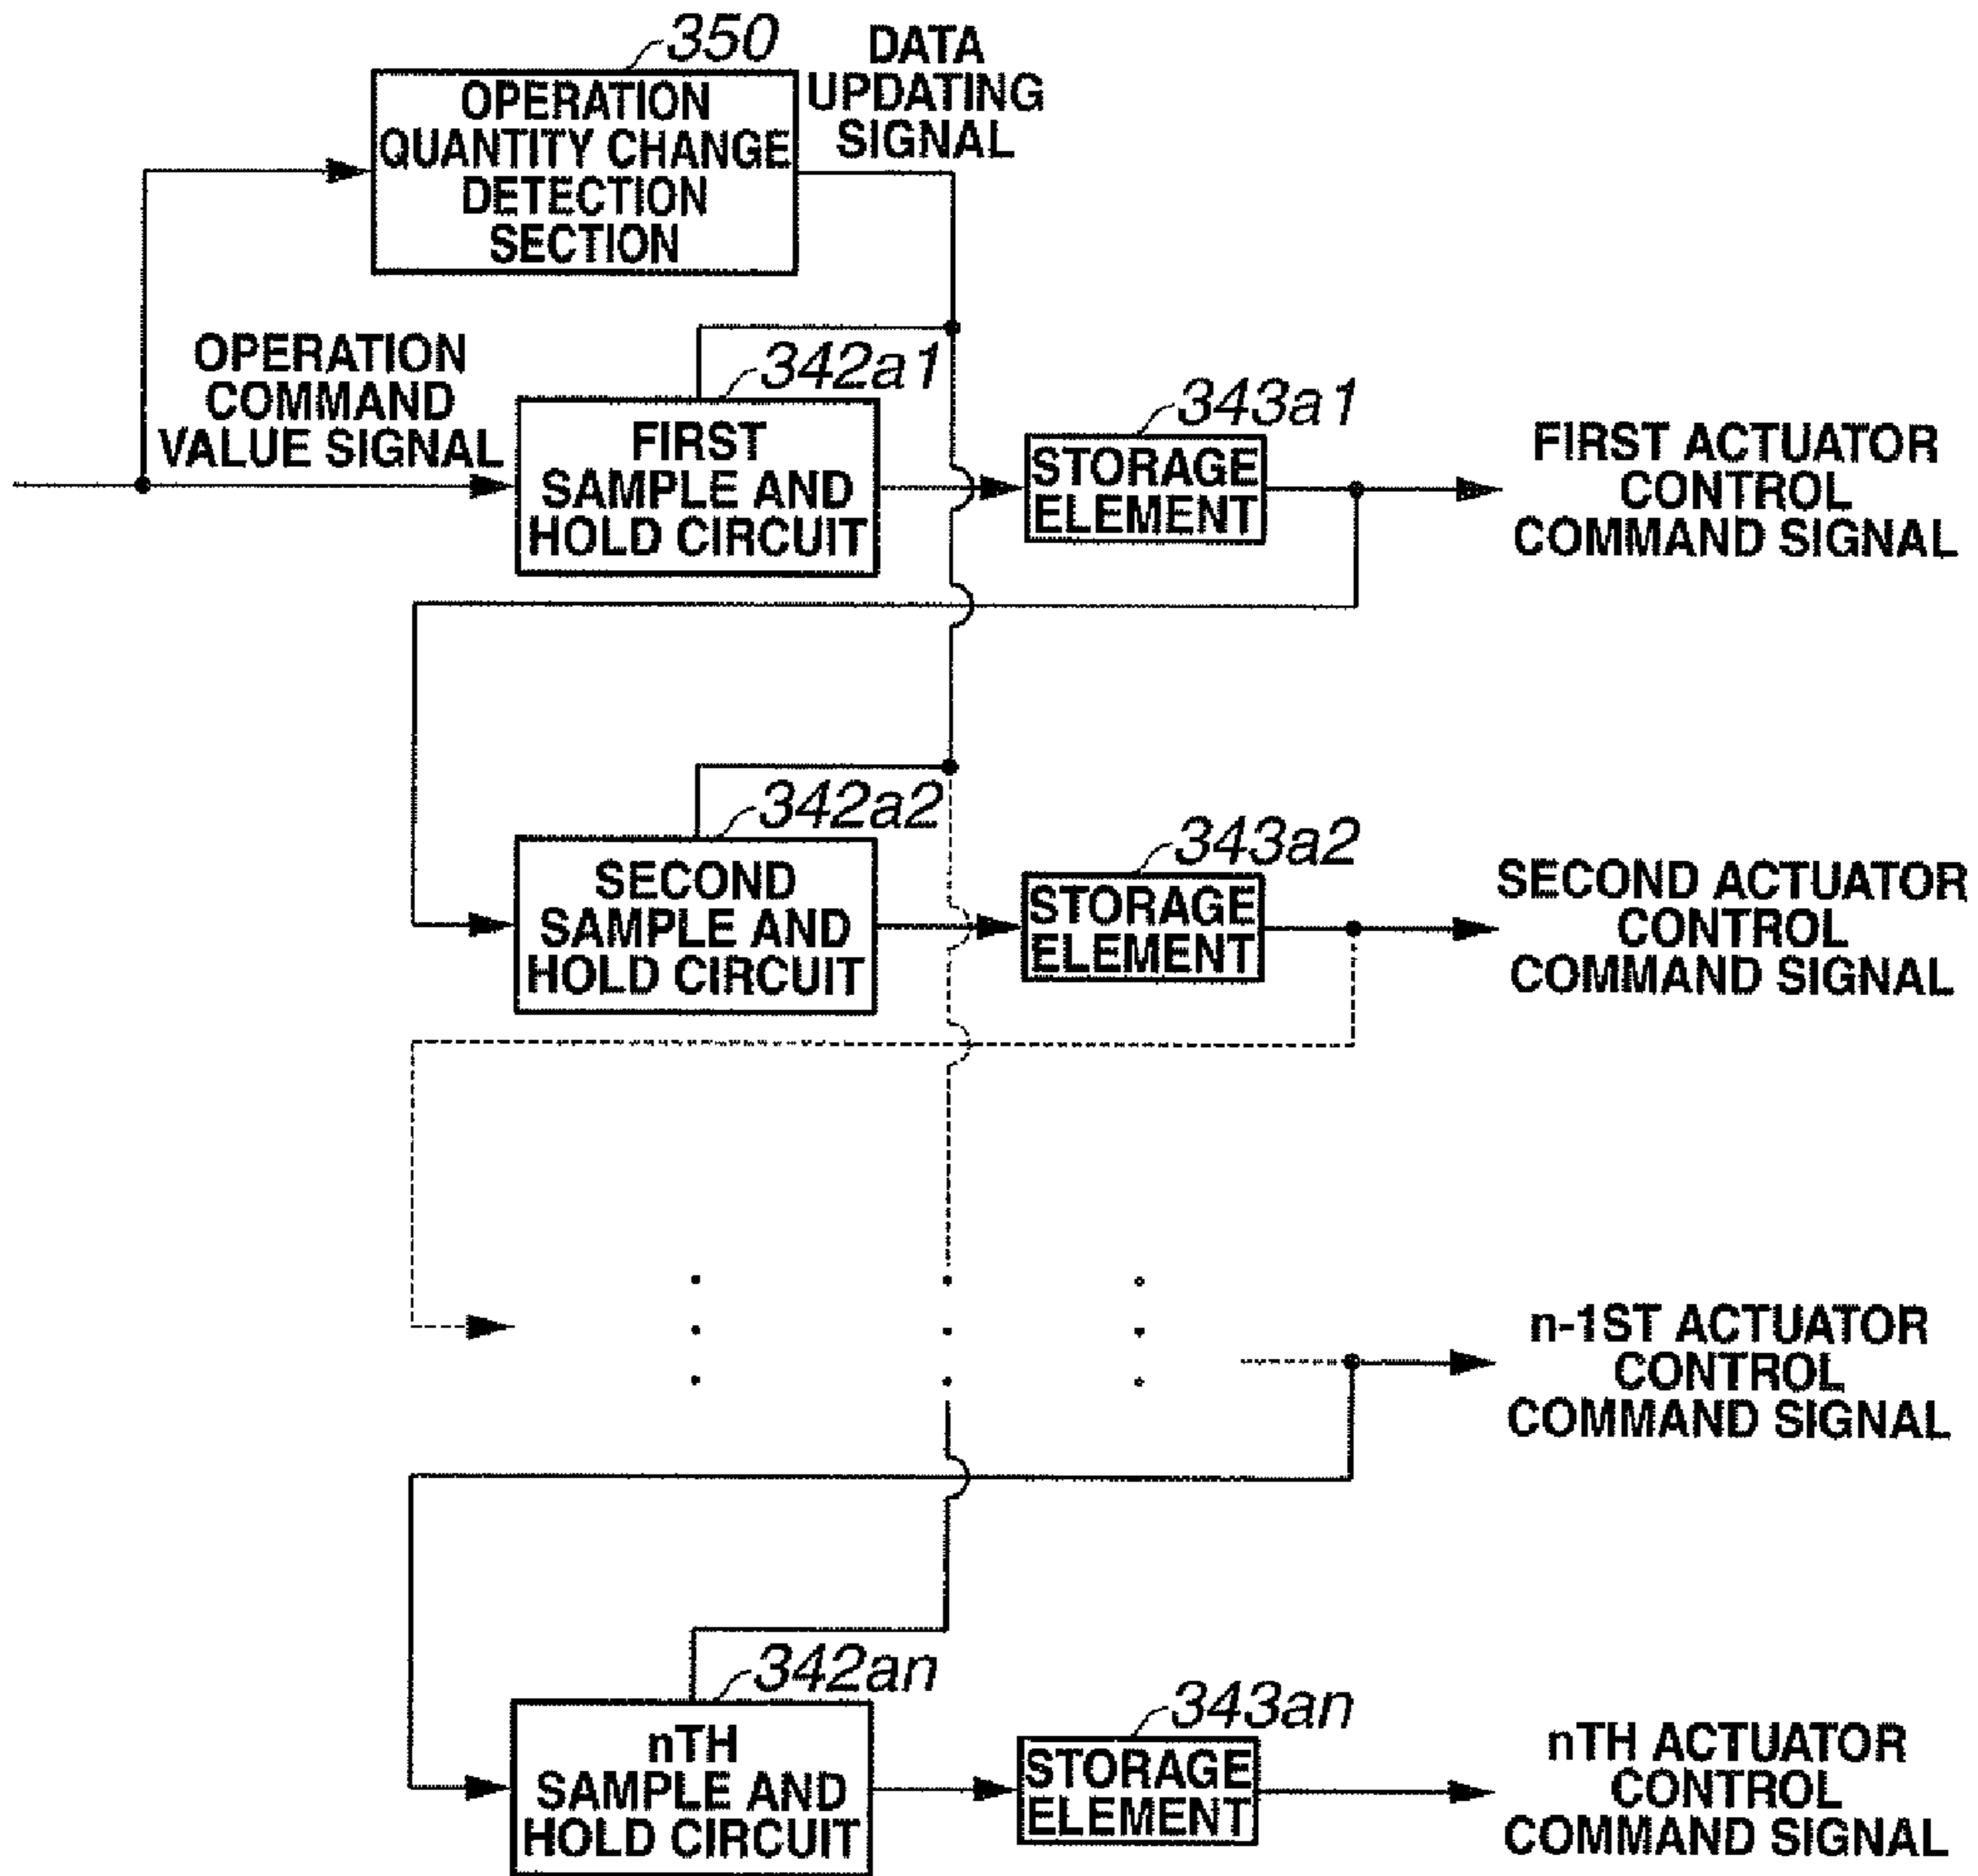 350
OPERATION
QUANTITY CHANGE
DETECTION
SECTION
DATA
UPDATING
SIGNAL
OPERATION
COMMAND
VALUE SIGNAL
342a1
FIRST
SAMPLE AND
HOLD CIRCUIT
343a1
STORAGE
ELEMENT
FIRST ACTUATOR
CONTROL
COMMAND SIGNAL
342a2
SECOND
SAMPLE AND
HOLD CIRCUIT
343a2
STORAGE
ELEMENT
SECOND ACTUATOR
CONTROL
COMMAND SIGNAL
n-1ST ACTUATOR
CONTROL
COMMAND SIGNAL
342an
nTH
SAMPLE AND
HOLD CIRCUIT
343an
STORAGE
ELEMENT
nTH ACTUATOR
CONTROL
COMMAND SIGNAL